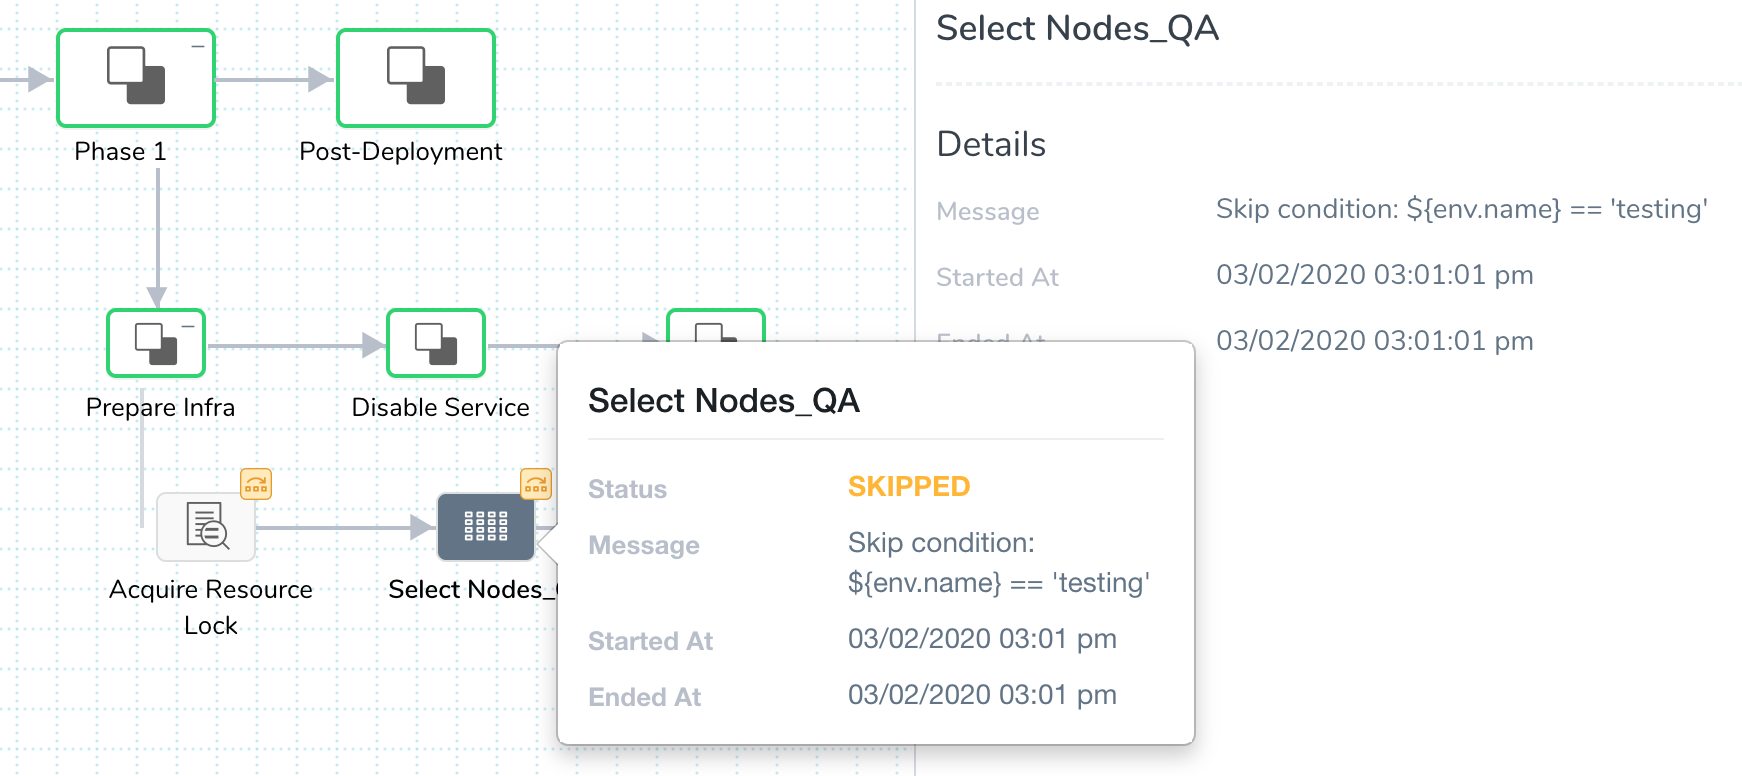 Phase 1
Post-Deployment
Prepare Infra
Disable Service
Acquire Resource
Lock
Select Nodes_
Select Nodes_QA
Details
Message
Skip condition: ${env.name} == 'testing'
Started At
03/02/2020 03:01:01 pm
Ended At
03/02/2020 03:01:01 pm
Select Nodes_QA
Status
SKIPPED
Message
Skip condition:
${env.name} == 'testing'
Started At
03/02/2020 03:01 pm
Ended At
03/02/2020 03:01 pm